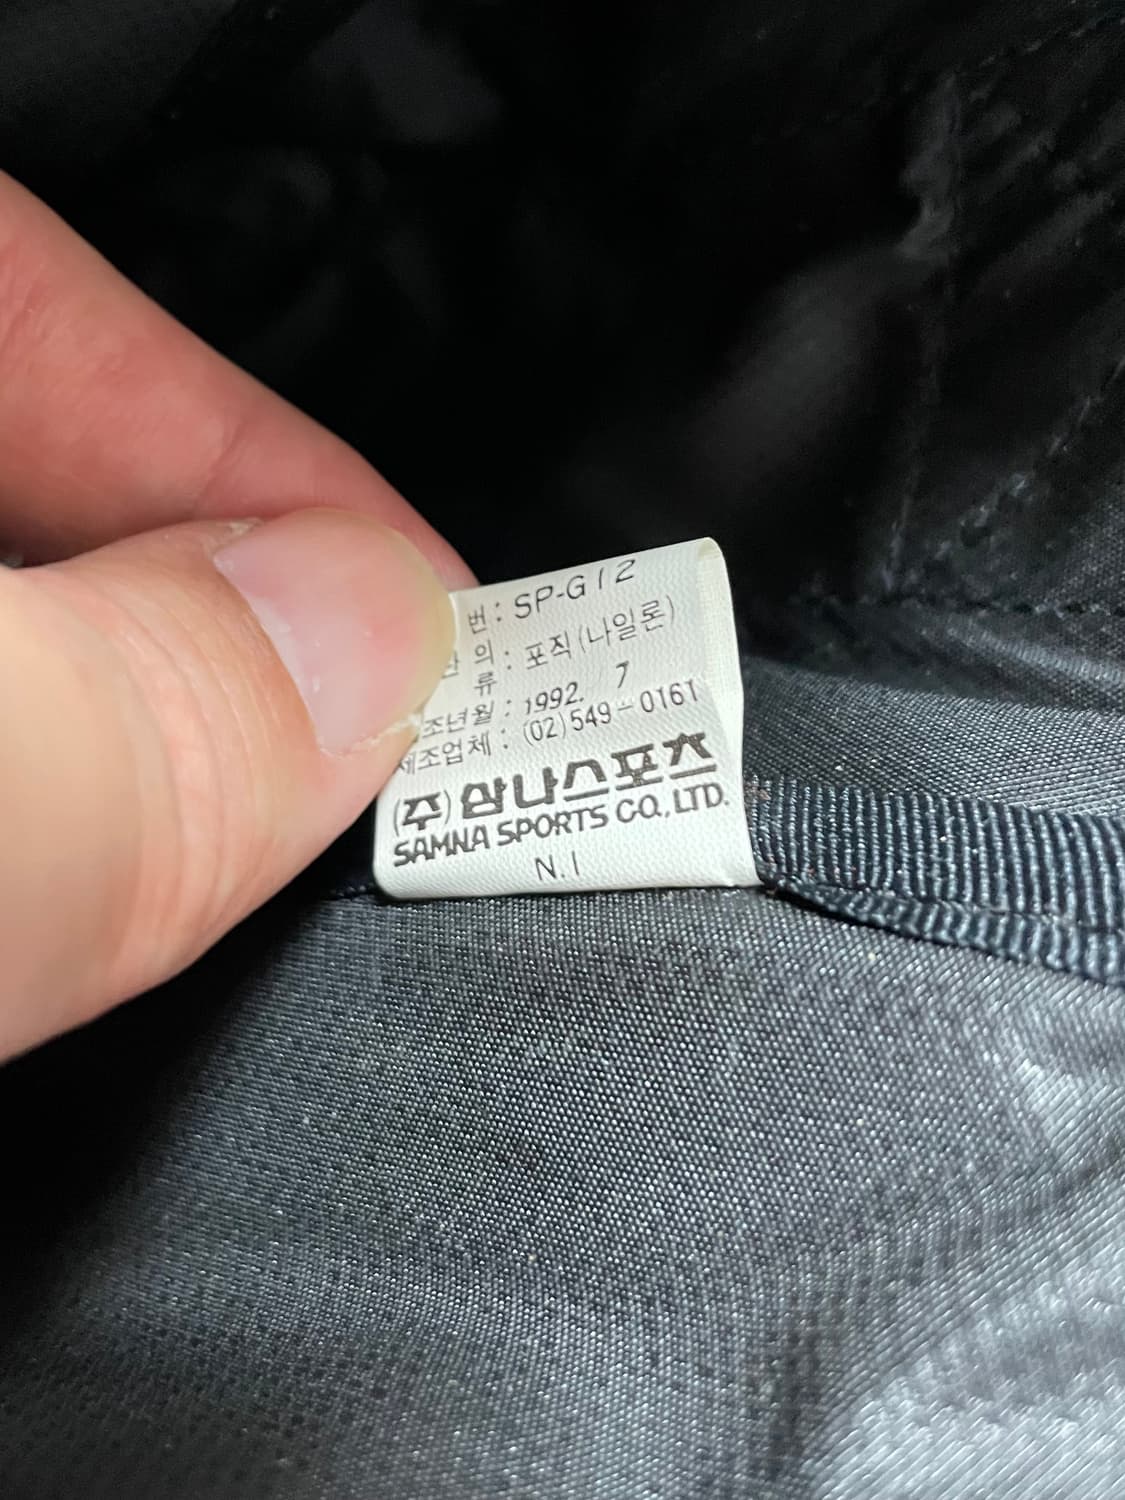 번: SP-G12
의: 포직(나일론)
류
조년월: 1992. 7
제조업체: (02)549-0161
(주)삼나스포츠
SAMNA SPORTS CO., LTD.
N.I